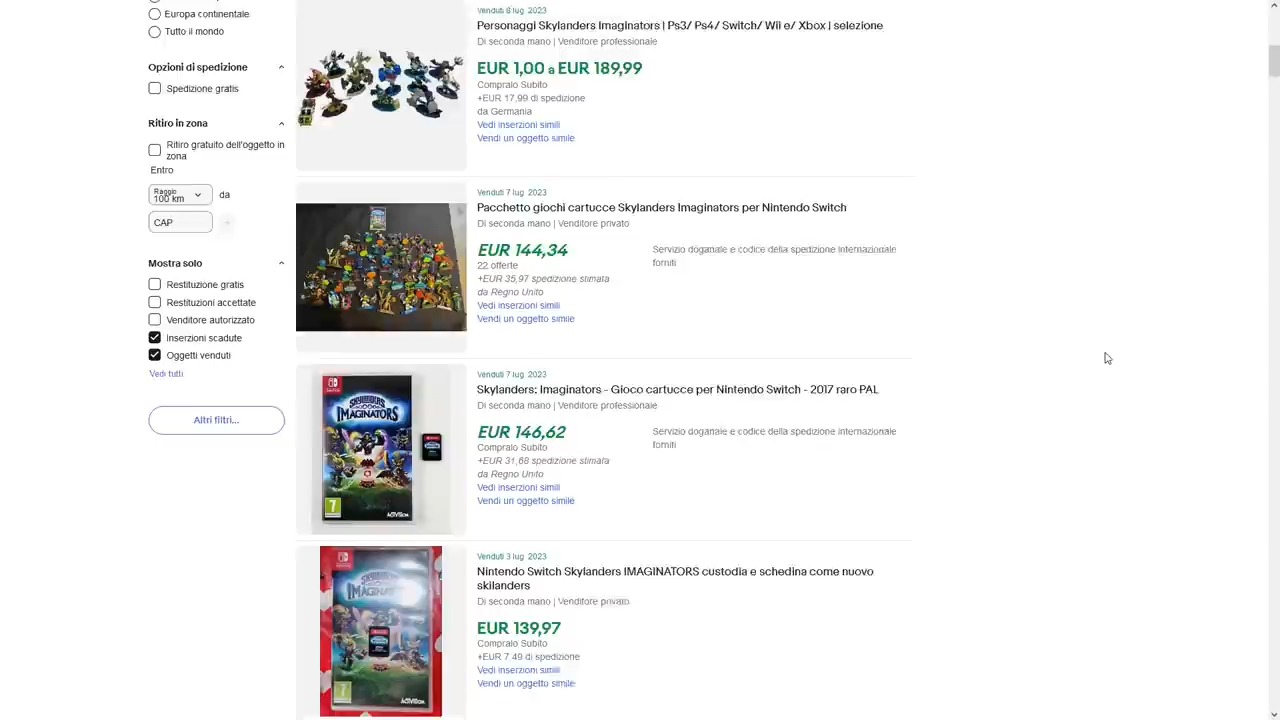 Europa continentale
Tutto il mondo
Opzioni di spedizione
Spedizione gratis
Ritiro in zona
Ritiro gratuito dell'oggetto in
zona
Entro
Raggio
100 km
da
CAP
Mostra solo
Restituzione gratis
Restituzioni accettate
Venditore autorizzato
Inserzioni scadute
Oggetti venduti
Vedi tutti
Altri filtri...
Venduti 8 lug 2023
Personaggi Skylanders Imaginators | Ps3/ Ps4/ Switch/ Wii e/ Xbox | selezione
Di seconda mano | Venditore professionale
EUR 1,00 a EUR 189,99
Compralo Subito
+EUR 17,99 di spedizione
da Germania
Vedi inserzioni simili
Vendi un oggetto simile
Venduti 7 lug 2023
Pacchetto giochi cartucce Skylanders Imaginators per Nintendo Switch
Di seconda mano | Venditore privato
EUR 144,34
22 offerte
+EUR 35,97 spedizione stimata
da Regno Unito
Vedi inserzioni simili
Vendi un oggetto simile
Servizio doganale e codice della spedizione internazionale
forniti
Venduti 7 lug 2023
Skylanders: Imaginators - Gioco cartucce per Nintendo Switch - 2017 raro PAL
Di seconda mano | Venditore professionale
EUR 146,62
Compralo Subito
+EUR 31,68 spedizione stimata
da Regno Unito
Vedi inserzioni simili
Vendi un oggetto simile
Servizio doganale e codice della spedizione internazionale
forniti
SKYLANDERS
IMAGINATORS
7
ACTIVISION
Venduti 3 lug 2023
Nintendo Switch Skylanders IMAGINATORS custodia e schedina come nuovo
skilanders
Di seconda mano | Venditore privato
EUR 139,97
Compralo Subito
+EUR 7,49 di spedizione
Vedi inserzioni simili
Vendi un oggetto simile
7
ACTIVISION